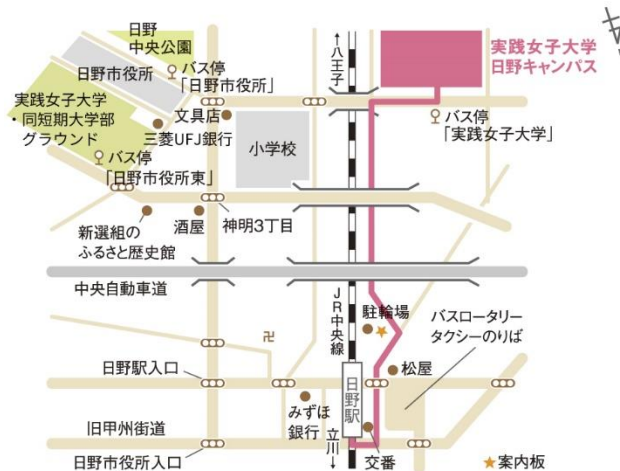 日野
中央公園
日野市役所
バス停
「日野市役所」
実践女子大学
・同短期大学部
グラウンド
文具店
三菱UFJ銀行
バス停
「日野市役所東」
小学校
←八王子
実践女子大学
日野キャンパス
バス停
「実践女子大学」
新選組の
ふるさと歴史館
酒屋
神明3丁目
中央自動車道
JR中央線
駐輪場
バスロータリー
タクシーのりば
卍
日野駅入口
松屋
日野駅
みずほ
銀行
旧甲州街道
日野市役所入口
立川→
交番
★案内板